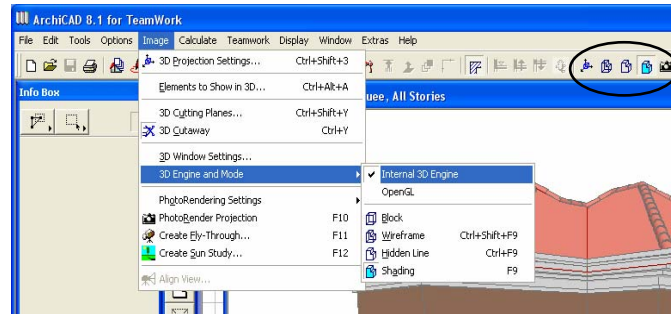 ArchiCAD 8.1 for TeamWork
File Edit Tools Options Image Calculate Teamwork Display Window Extras Help
Info Box
3D Projection Settings... Ctrl+Shift+3
Elements to Show in 3D... Ctrl+Alt+A
3D Cutting Planes... Ctrl+Shift+Y
3D Cutaway Ctrl+Y
3D Window Settings...
3D Engine and Mode
PhotoRendering Settings
PhotoRender Projection F10
Create Fly-Through... F11
Create Sun Study... F12
Align View...
uee, All Stories
Internal 3D Engine
OpenGL
Block
Wireframe Ctrl+Shift+F9
Hidden Line Ctrl+F9
Shading F9